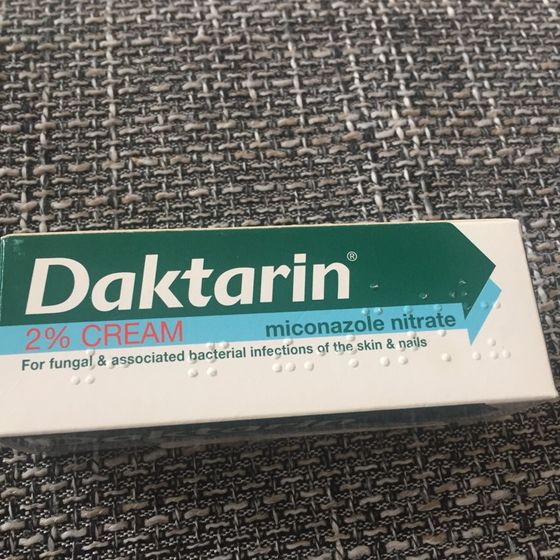 Daktarin®
2% CREAM
miconazole nitrate
For fungal & associated bacterial infections of the skin & nails